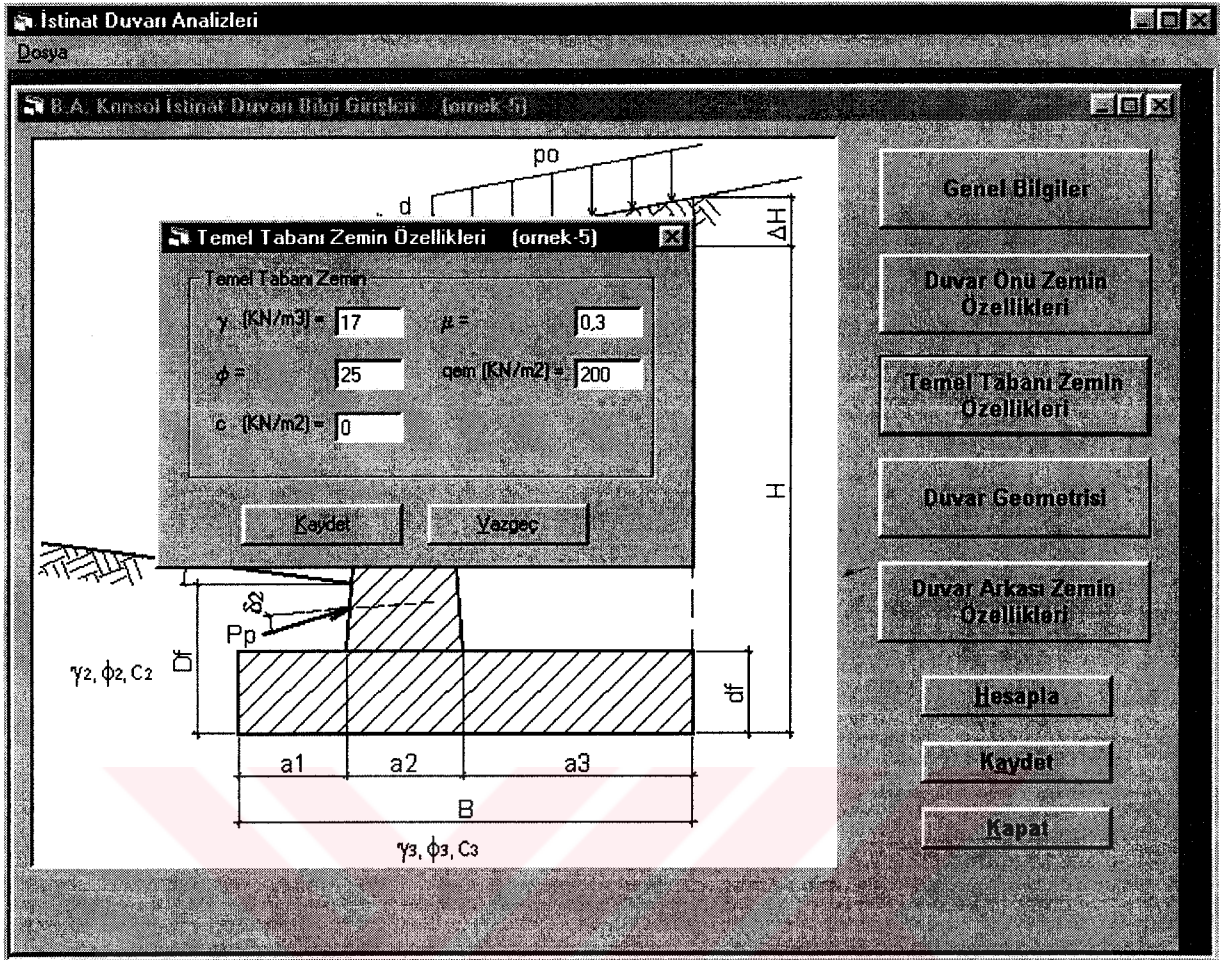 İstinat Duvarı Analizleri
Dosya
B.A. Konsol İstinat Duvarı Bilgi Girişleri (ornek-5)
po
d
ΔH
Temel Tabanı Zemin Özellikleri (ornek-5)
Temel Tabanı Zemin
γ (KN/m3) = 17
μ = 0,3
ϕ = 25
qem (KN/m2) = 200
c (KN/m2) = 0
Kaydet
Vazgeç
H
δ2
Pp
Df
γ2, ϕ2, C2
df
a1
a2
a3
B
γ3, ϕ3, C3
Genel Bilgiler
Duvar Önü Zemin
Özellikleri
Temel Tabanı Zemin
Özellikleri
Duvar Geometrisi
Duvar Arkası Zemin
Özellikleri
Hesapla
Kaydet
Kapat